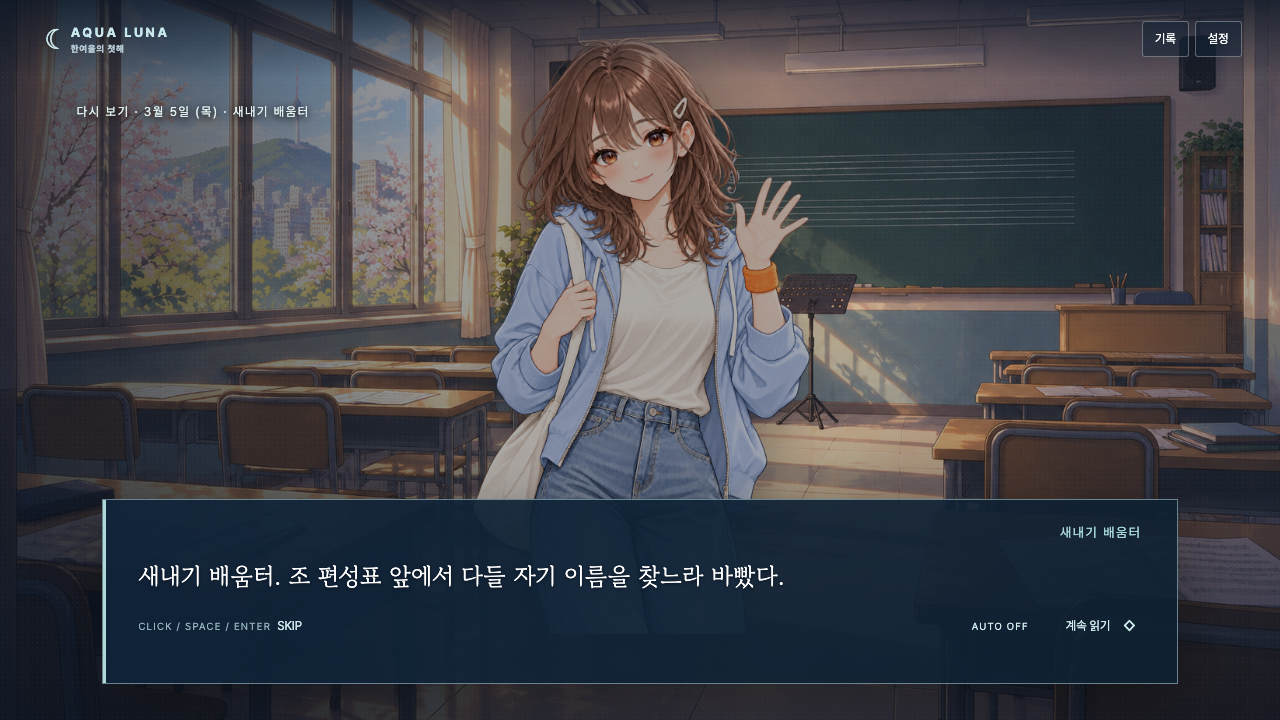 AQUA LUNA
한여울의 첫해
기록
설정
다시 보기 · 3월 5일 (목) · 새내기 배움터
새내기 배움터
새내기 배움터. 조 편성표 앞에서 다들 자기 이름을 찾느라 바빴다.
CLICK / SPACE / ENTER SKIP
AUTO OFF
계속 읽기